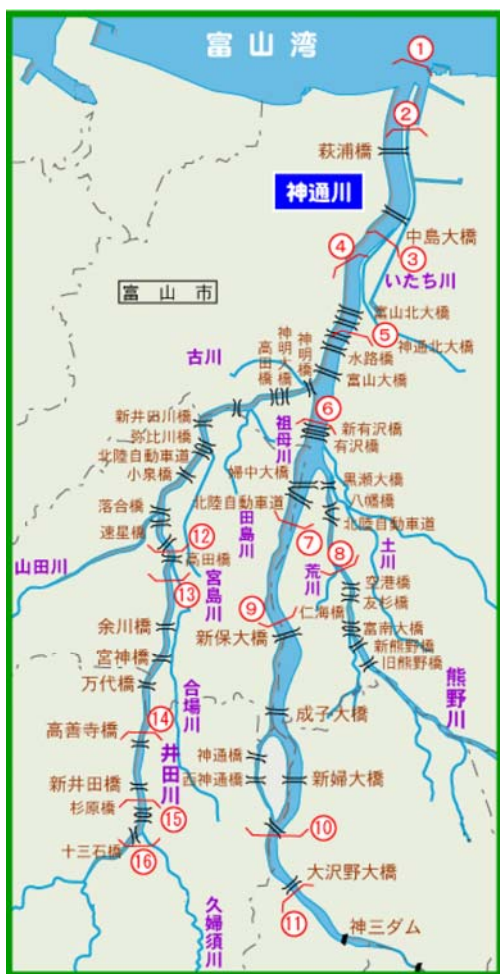 富山湾
①
②
萩浦橋
神通川
中島大橋
④
③
いたち川
富山市
富山北大橋
⑤
神通北大橋
神明橋
神明大橋
高田橋
水路橋
富山大橋
古川
⑥
新有沢橋
有沢橋
祖母川
新井田川橋
弥比川橋
北陸自動車道
小泉橋
婦中大橋
黒瀬大橋
八幡橋
北陸自動車道
北陸自動車道
田島川
落合橋
速星橋
⑫
⑦
⑧
土川
山田川
高田橋
宮島川
荒川
⑬
空港橋
友杉橋
⑨
仁海橋
富南大橋
余川橋
新保大橋
新熊野橋
旧熊野橋
宮神橋
万代橋
合場川
熊野川
成子大橋
⑭
高善寺橋
井田川
神通橋
西神通橋
新婦大橋
新井田橋
杉原橋
⑮
⑩
十三石橋
⑯
大沢野大橋
⑪
久婦須川
神三ダム